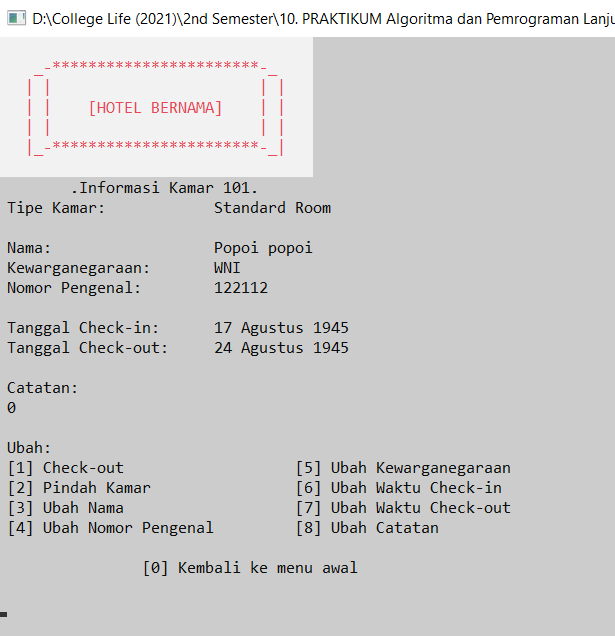 D:\College Life (2021)\2nd Semester\10. PRAKTIKUM Algoritma dan Pemrograman Lanju
_-***********************-_
| |                       | |
| |    [HOTEL BERNAMA]    | |
| |                       | |
|_-***********************-_|
.Informasi Kamar 101.
Tipe Kamar: Standard Room
Nama: Popoi popoi
Kewarganegaraan: WNI
Nomor Pengenal: 122112
Tanggal Check-in: 17 Agustus 1945
Tanggal Check-out: 24 Agustus 1945
Catatan:
0
Ubah:
[1] Check-out [5] Ubah Kewarganegaraan
[2] Pindah Kamar [6] Ubah Waktu Check-in
[3] Ubah Nama [7] Ubah Waktu Check-out
[4] Ubah Nomor Pengenal [8] Ubah Catatan
[0] Kembali ke menu awal